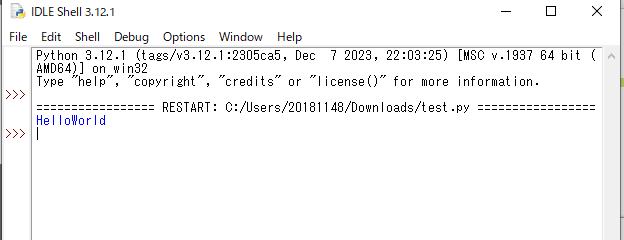 IDLE Shell 3.12.1
File Edit Shell Debug Options Window Help
Python 3.12.1 (tags/v3.12.1:2305ca5, Dec  7 2023, 22:03:25) [MSC v.1937 64 bit (
AMD64)] on win32
Type "help", "copyright", "credits" or "license()" for more information.
>>>
================= RESTART: C:/Users/20181148/Downloads/test.py =================
HelloWorld
>>>